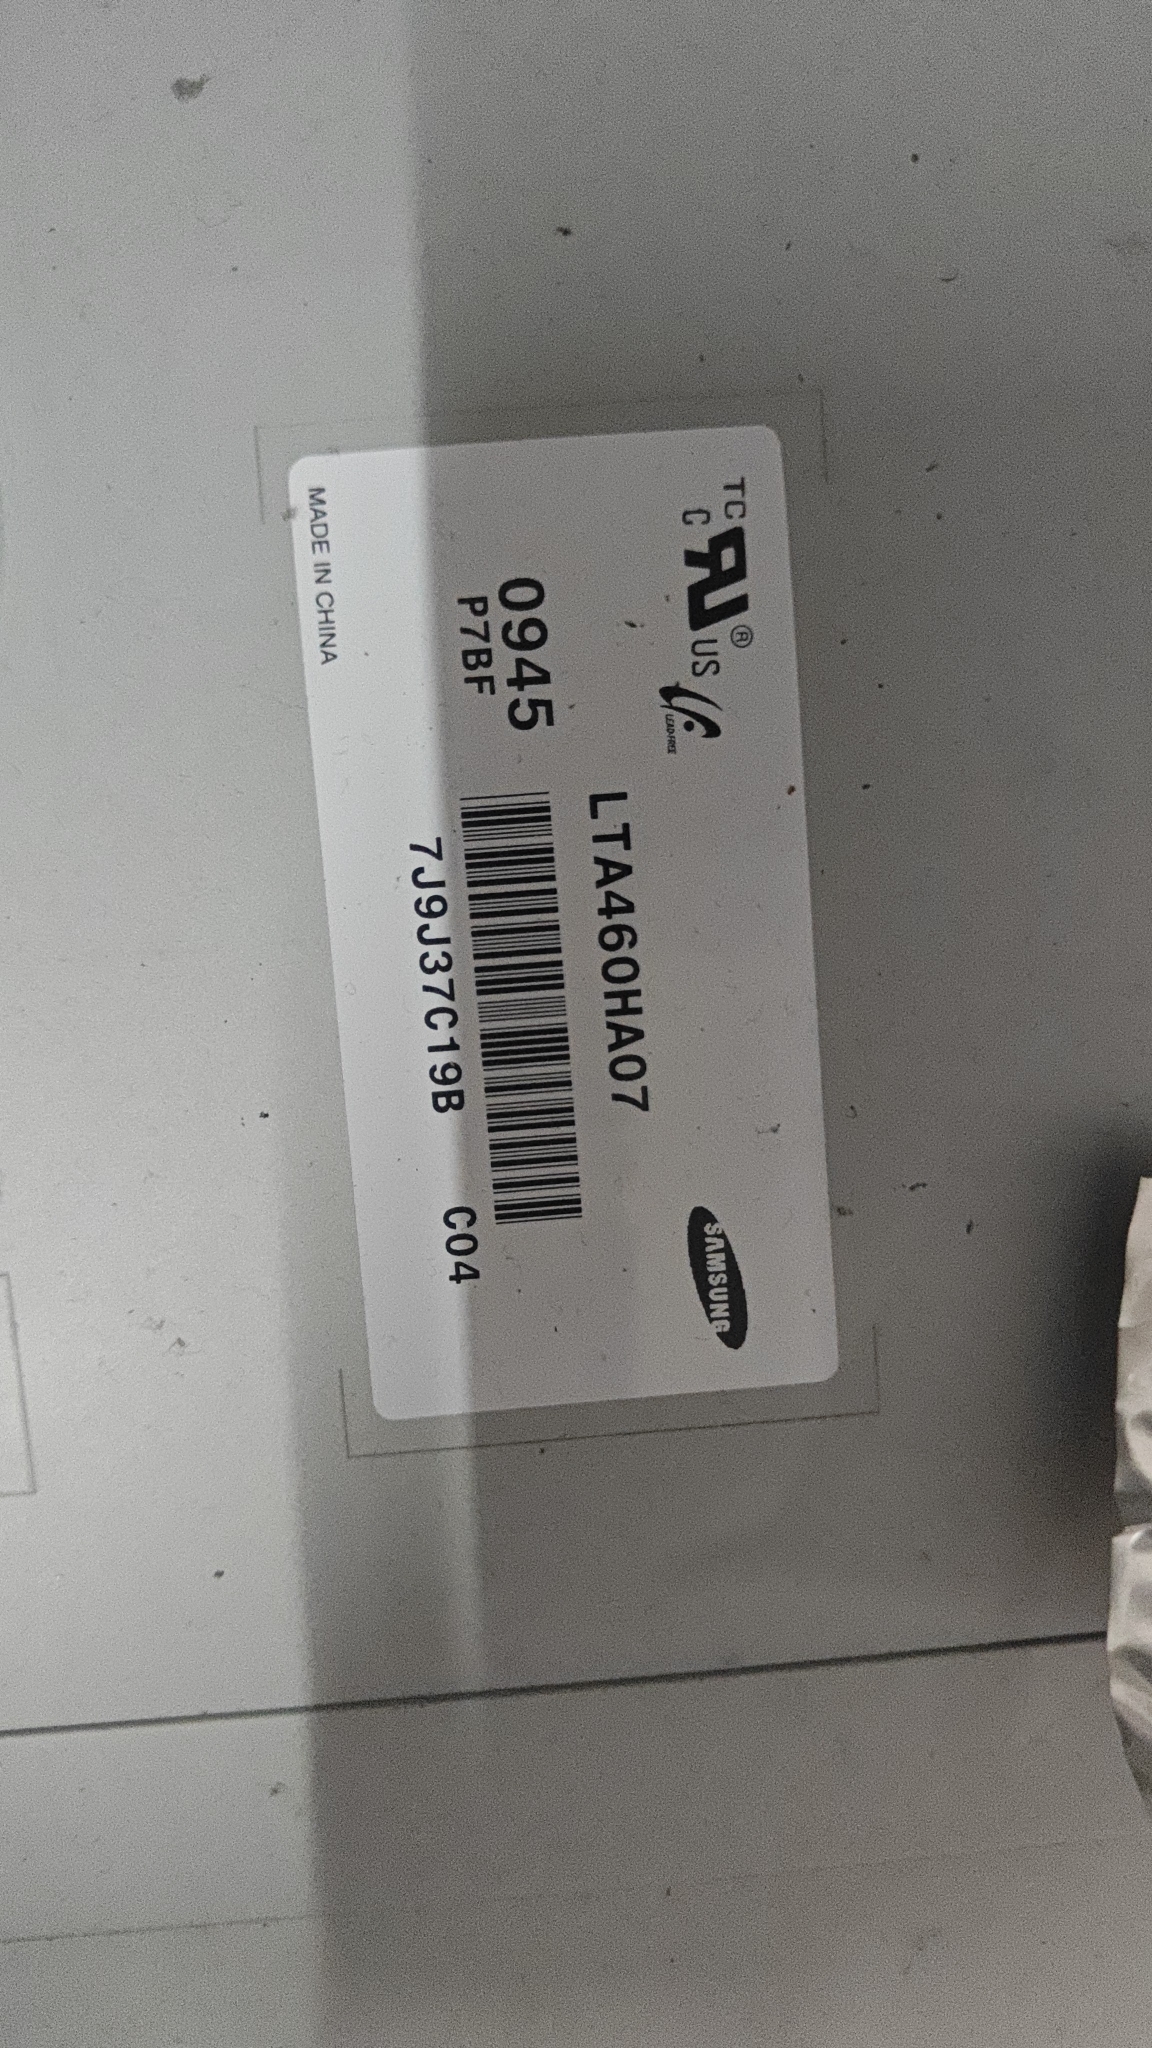 TC
C US ®
LEAD-FREE
SAMSUNG
LTA460HA07
0945
P7BF
7J9J37C19B C04
MADE IN CHINA